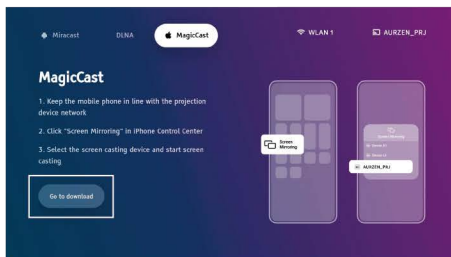 Miracast
DLNA
MagicCast
WLAN 1
AURZEN_PRJ
MagicCast
1. Keep the mobile phone in line with the projection
device network
2. Click "Screen Mirroring" in iPhone Control Center
3. Select the screen casting device and start screen
casting
Go to download
Screen
Mirroring
Screen Mirroring
AURZEN_PRJ